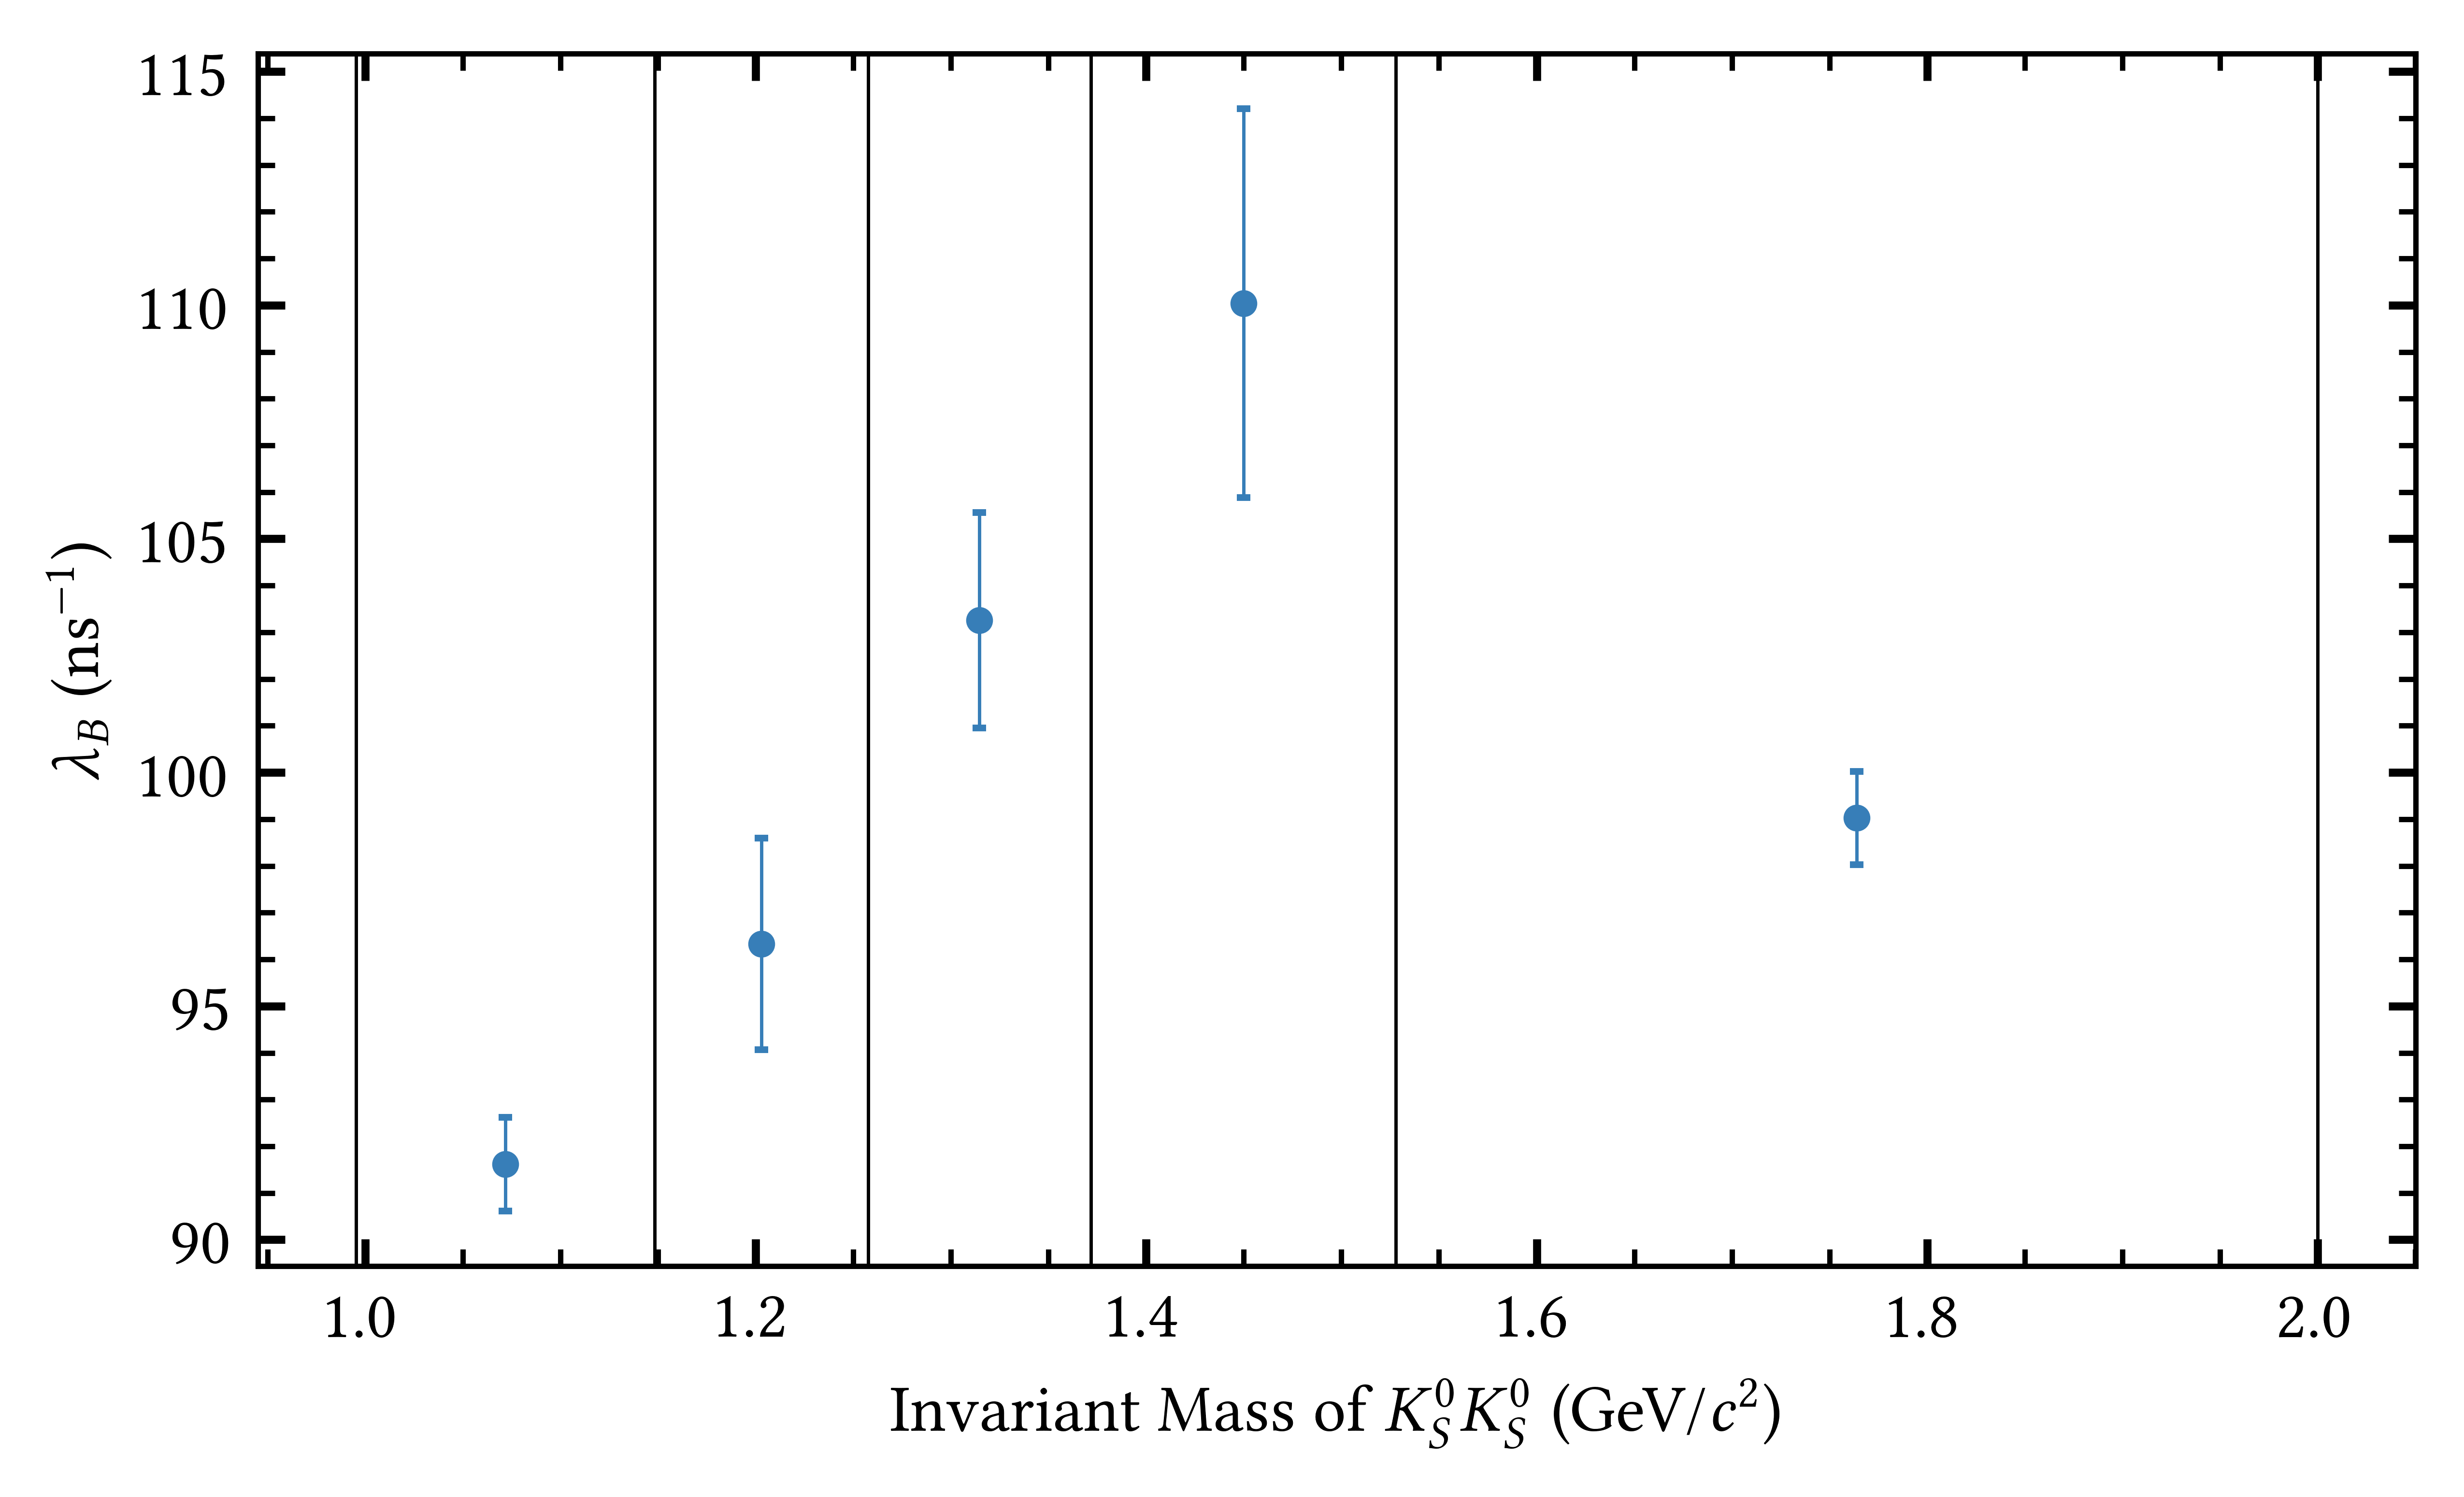 115
110
105
100
95
90
λ_B (ns⁻¹)
1.0 1.2 1.4 1.6 1.8 2.0
Invariant Mass of K⁰_S K⁰_S (GeV/c²)